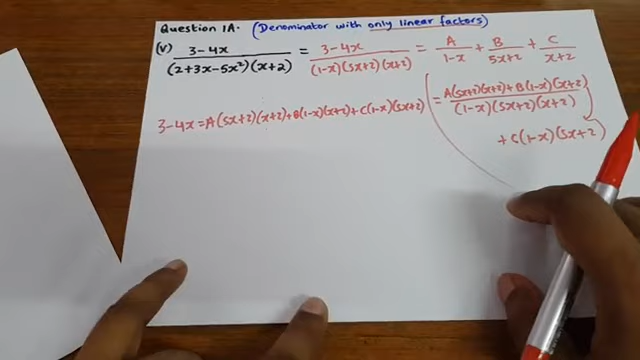 Question 1A. (Denominator with only linear factors)
(v) 3-4x / (2+3x-5x²)(x+2) = 3-4x / (1-x)(5x+2)(x+2) = A / 1-x + B / 5x+2 + C / x+2
3-4x = A(5x+2)(x+2)+B(1-x)(x+2)+C(1-x)(5x+2)
= A(5x+2)(x+2)+B(1-x)(x+2) / (1-x)(5x+2)(x+2)
+ C(1-x)(5x+2)